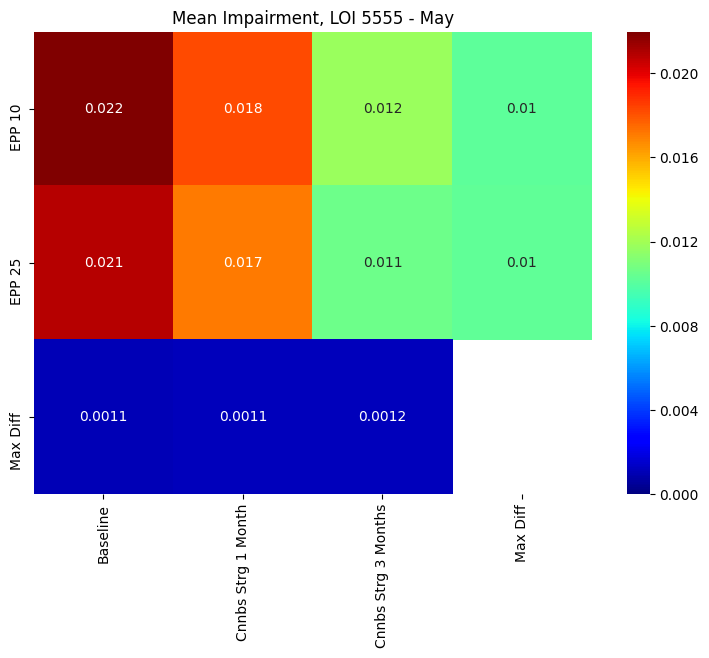 Mean Impairment, LOI 5555 - May
EPP 10
0.022
0.018
0.012
0.01
EPP 25
0.021
0.017
0.011
0.01
Max Diff
0.0011
0.0011
0.0012
Baseline
Cnnbs Strg 1 Month
Cnnbs Strg 3 Months
Max Diff
0.020
0.016
0.012
0.008
0.004
0.000